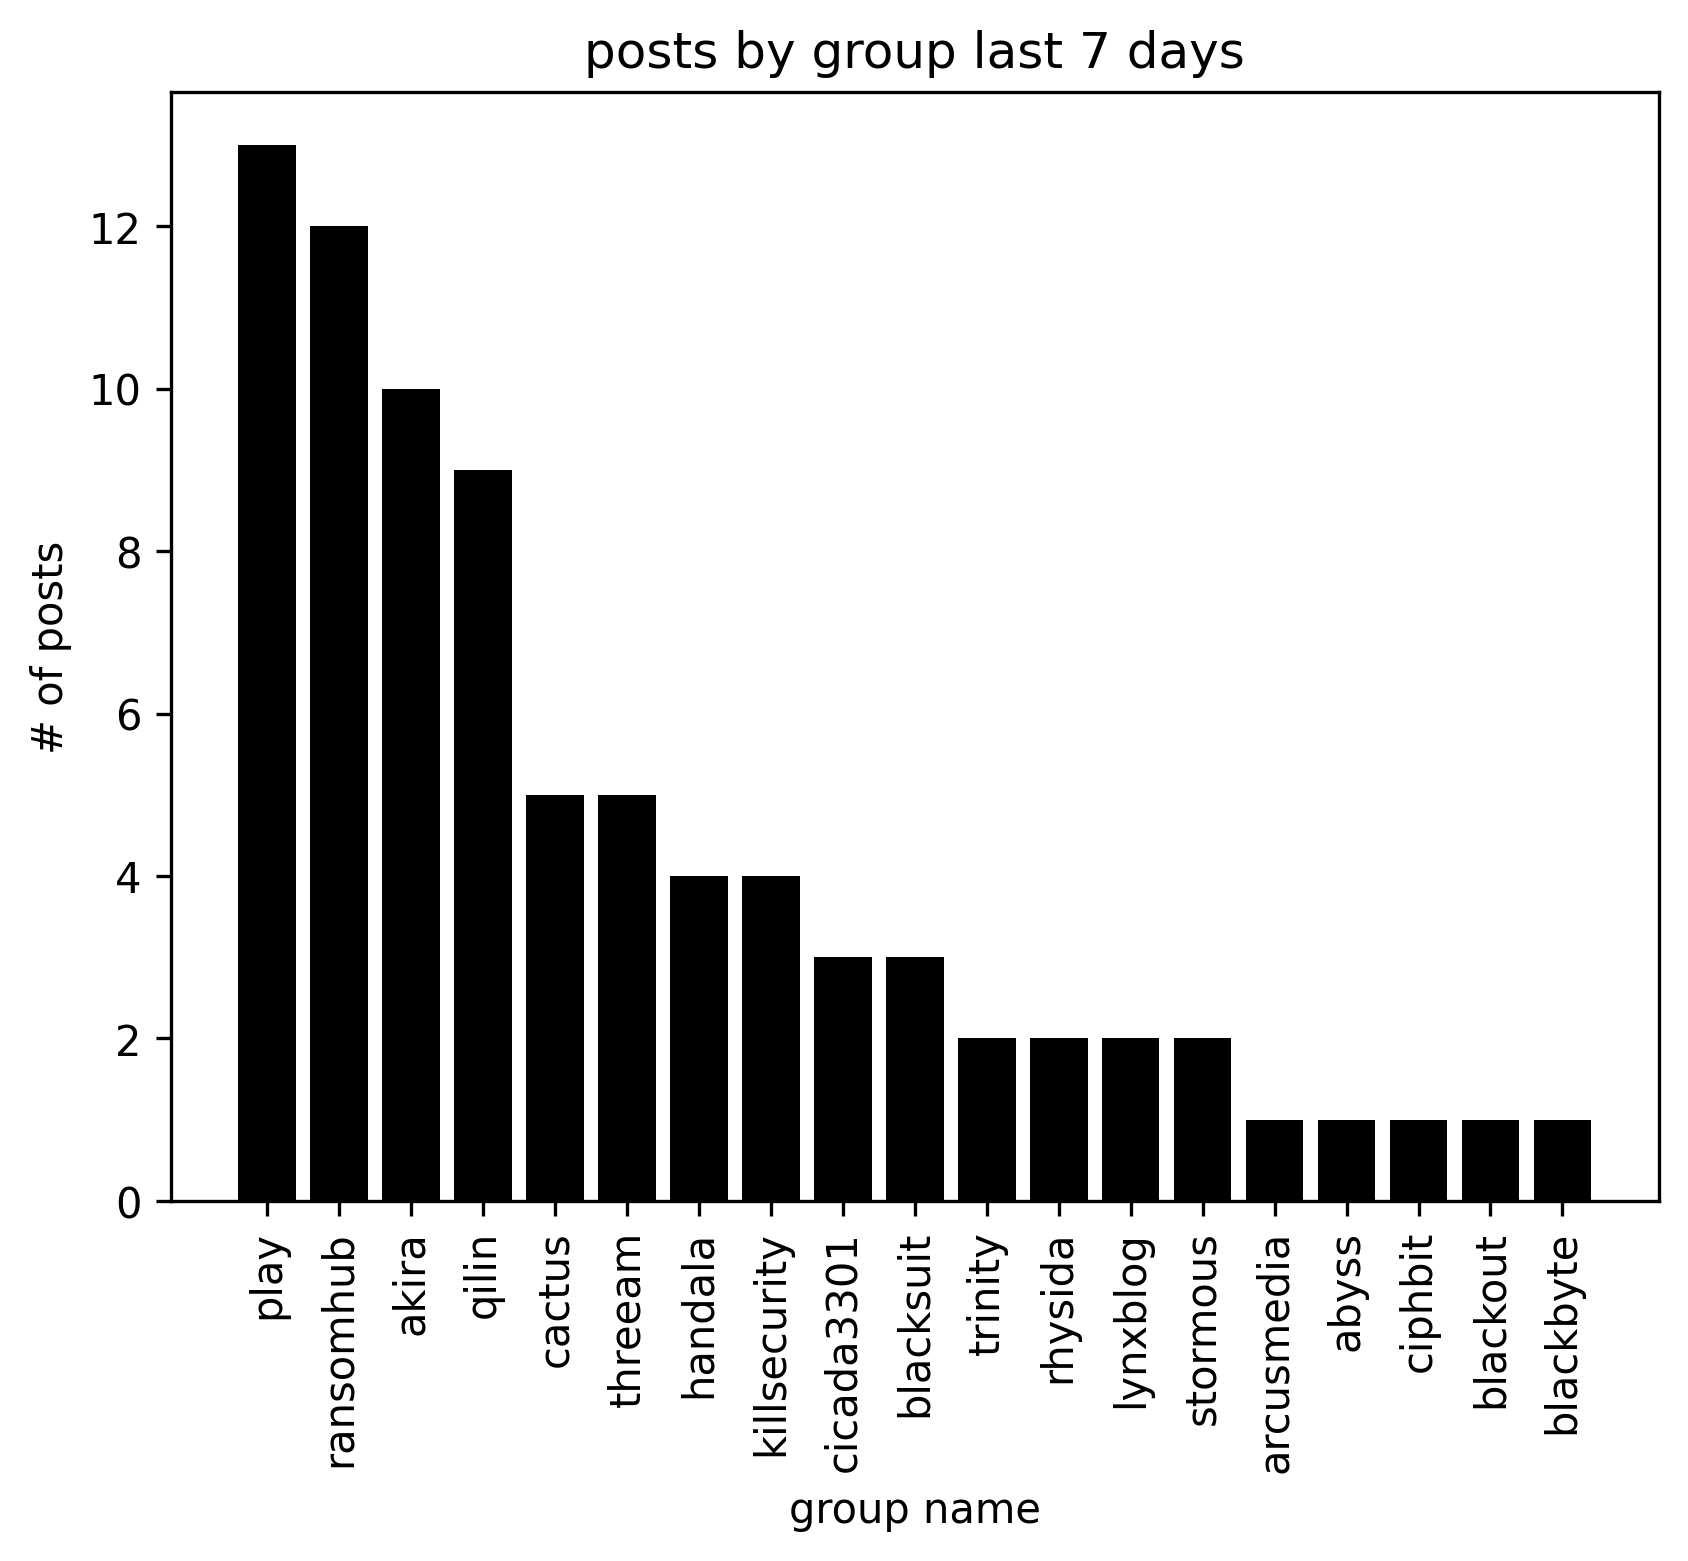 posts by group last 7 days
# of posts
12
10
8
6
4
2
0
play
ransomhub
akira
qilin
cactus
threeam
handala
killsecurity
cicada3301
blacksuit
trinity
rhysida
lynxblog
stormous
arcusmedia
abyss
ciphbit
blackout
blackbyte
group name